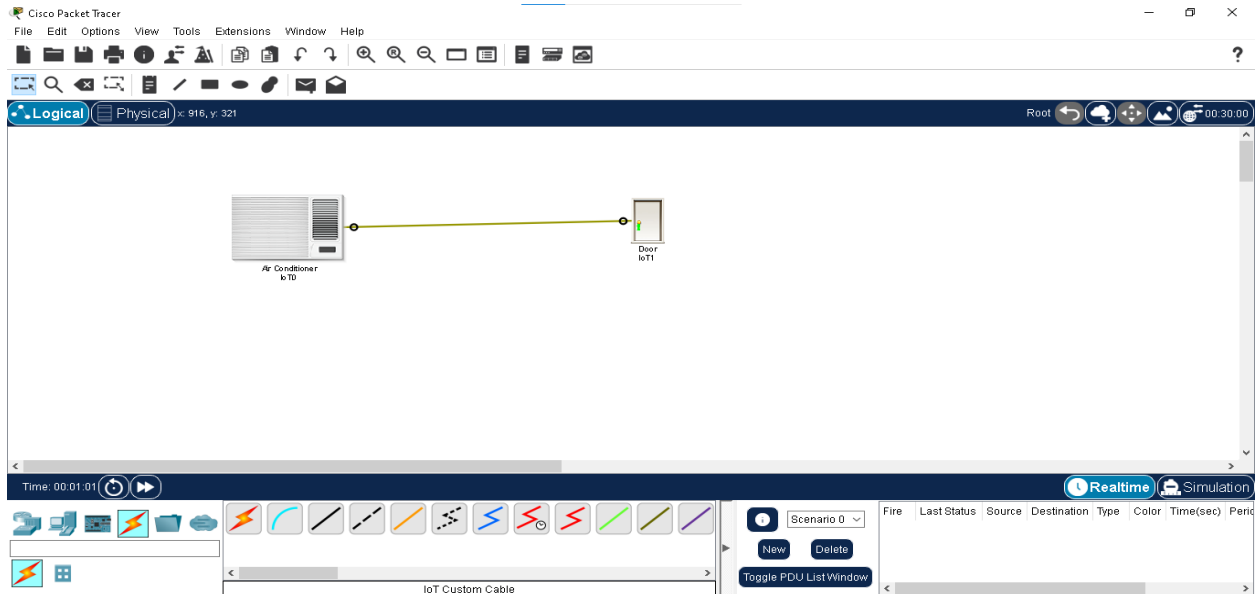 Cisco Packet Tracer
File Edit Options View Tools Extensions Window Help
?
Logical Physical x: 916, y: 321 Root 00:30:00
Air Conditioner
IoT0
Door
IoT1
Time: 00:01:01 Realtime Simulation
Scenario 0
New Delete
Toggle PDU List Window
Fire Last Status Source Destination Type Color Time(sec) Perio
IoT Custom Cable